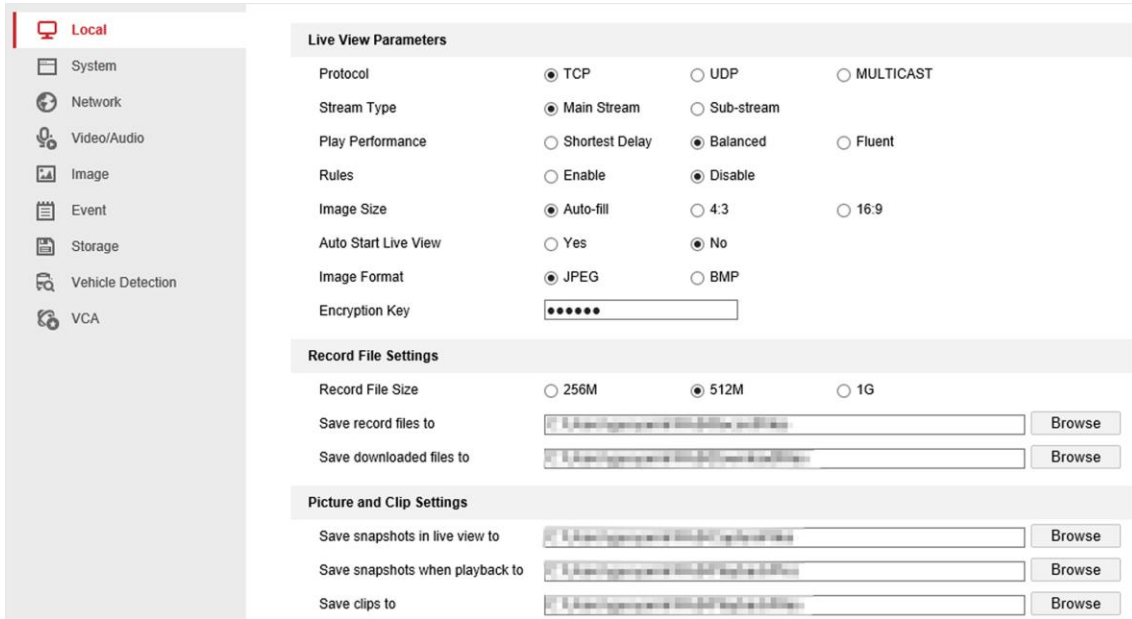 Local
System
Network
Video/Audio
Image
Event
Storage
Vehicle Detection
VCA
Live View Parameters
Protocol TCP UDP MULTICAST
Stream Type Main Stream Sub-stream
Play Performance Shortest Delay Balanced Fluent
Rules Enable Disable
Image Size Auto-fill 4:3 16:9
Auto Start Live View Yes No
Image Format JPEG BMP
Encryption Key ••••••
Record File Settings
Record File Size 256M 512M 1G
Save record files to Browse
Save downloaded files to Browse
Picture and Clip Settings
Save snapshots in live view to Browse
Save snapshots when playback to Browse
Save clips to Browse